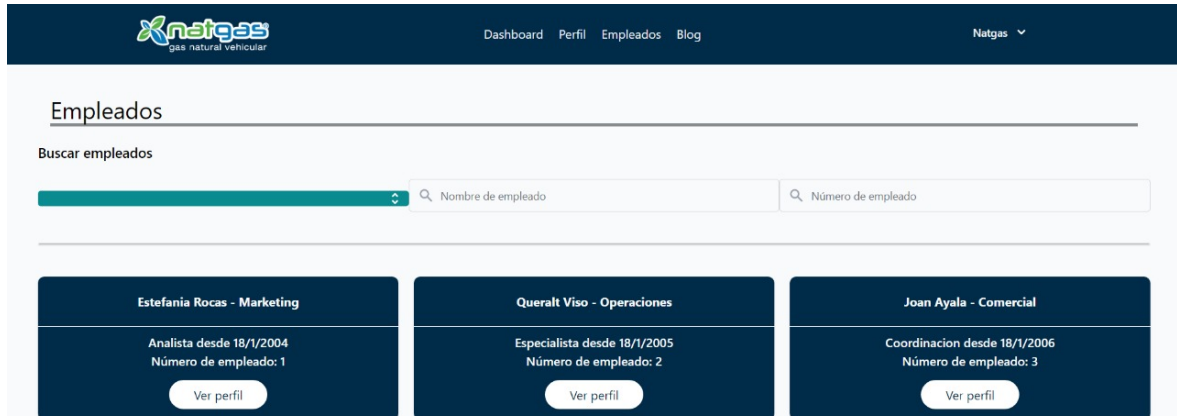 natgas
gas natural vehicular
Dashboard Perfil Empleados Blog
Natgas
Empleados
Buscar empleados
Nombre de empleado
Número de empleado
Estefania Rocas - Marketing
Analista desde 18/1/2004
Número de empleado: 1
Ver perfil
Queralt Viso - Operaciones
Especialista desde 18/1/2005
Número de empleado: 2
Ver perfil
Joan Ayala - Comercial
Coordinacion desde 18/1/2006
Número de empleado: 3
Ver perfil